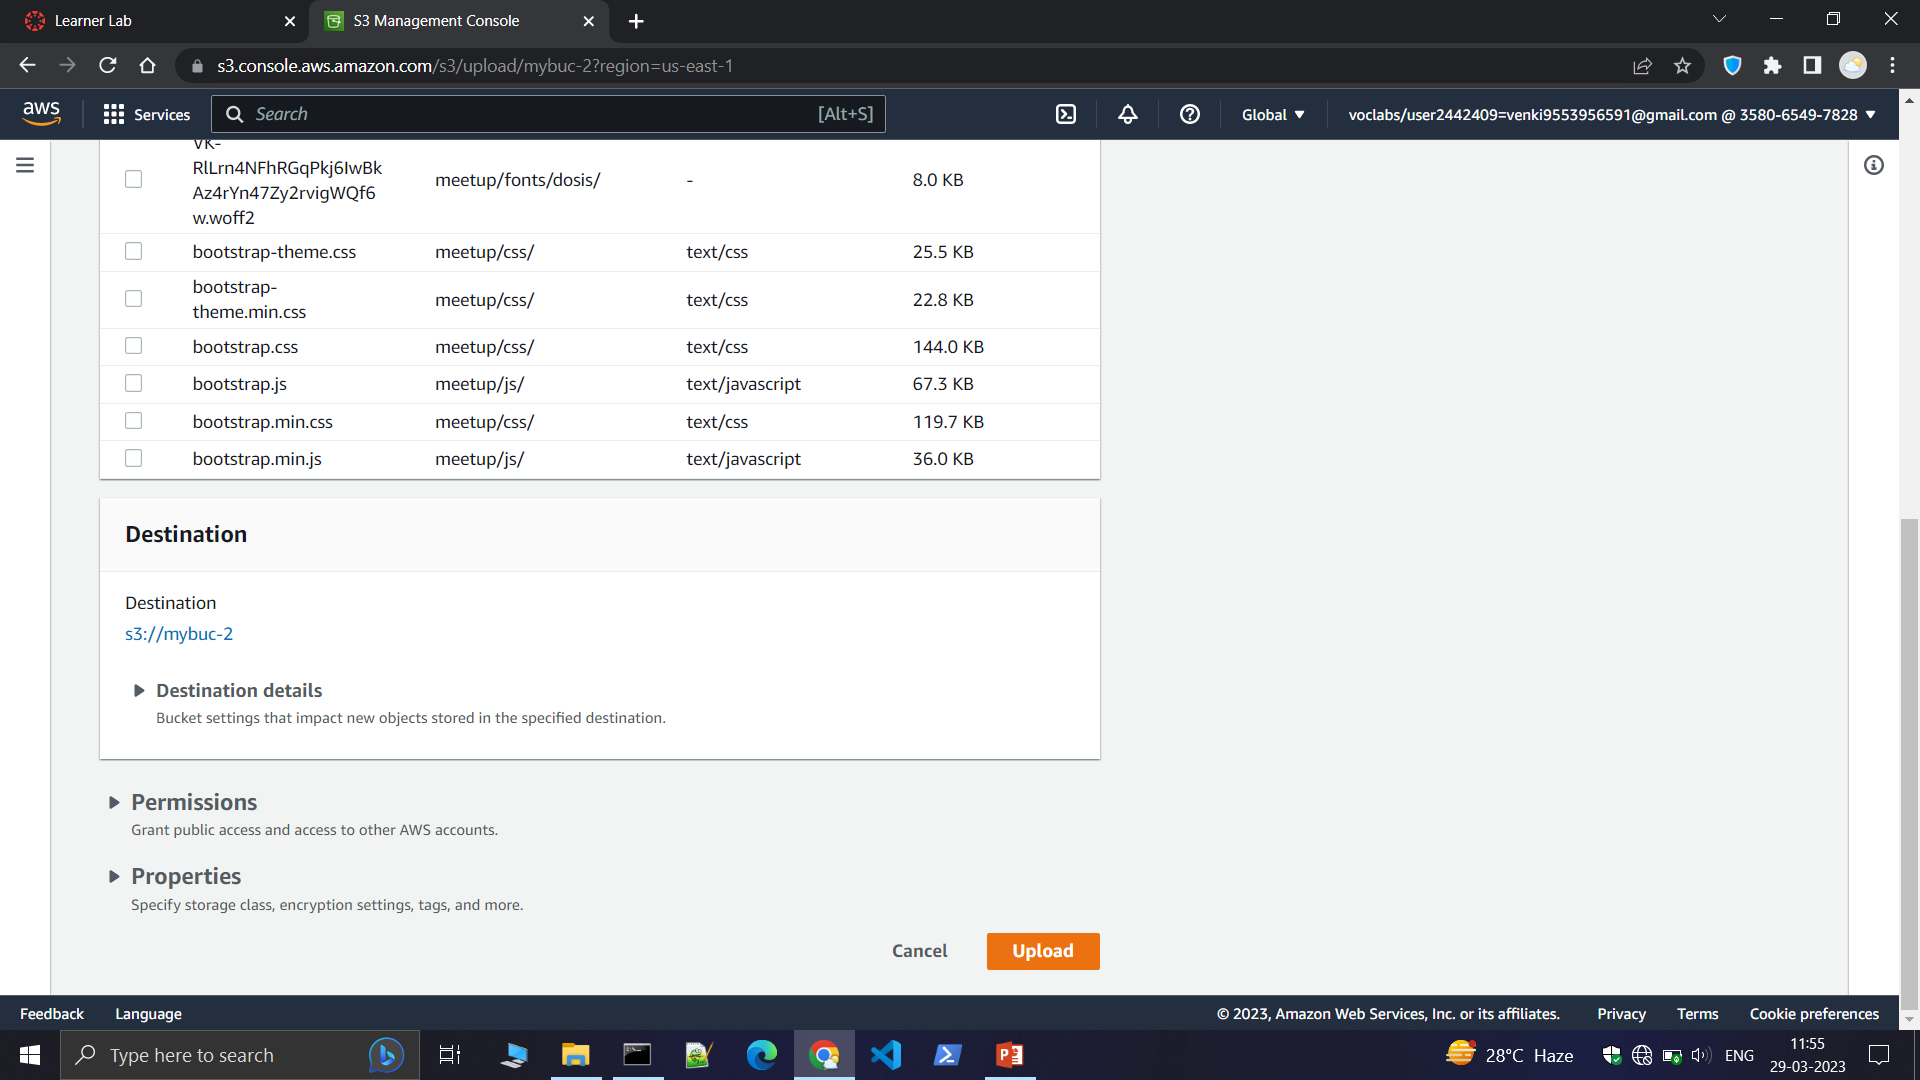 Learner Lab
S3 Management Console
s3.console.aws.amazon.com/s3/upload/mybuc-2?region=us-east-1
aws
Services
Search
[Alt+S]
Global
voclabs/user2442409=venki9553956591@gmail.com @ 3580-6549-7828
VK-
RlLrn4NFhRGqPkj6IwBk
Az4rYn47Zy2rvigWQf6
w.woff2
meetup/fonts/dosis/
-
8.0 KB
bootstrap-theme.css
meetup/css/
text/css
25.5 KB
bootstrap-
theme.min.css
meetup/css/
text/css
22.8 KB
bootstrap.css
meetup/css/
text/css
144.0 KB
bootstrap.js
meetup/js/
text/javascript
67.3 KB
bootstrap.min.css
meetup/css/
text/css
119.7 KB
bootstrap.min.js
meetup/js/
text/javascript
36.0 KB
Destination
Destination
s3://mybuc-2
Destination details
Bucket settings that impact new objects stored in the specified destination.
Permissions
Grant public access and access to other AWS accounts.
Properties
Specify storage class, encryption settings, tags, and more.
Cancel
Upload
Feedback
Language
© 2023, Amazon Web Services, Inc. or its affiliates.
Privacy
Terms
Cookie preferences
Type here to search
28°C Haze
ENG
11:55
29-03-2023